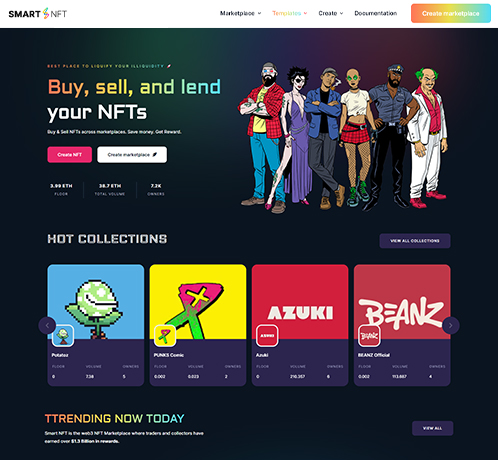 SMART NFT
Marketplace
Templates
Create
Documentation
Create marketplace
BEST PLACE TO LIQUIFY YOUR ILLIQUIDITY
Buy, sell, and lend
your NFTs
Buy & Sell NFTs across marketplaces. Save money, Get Reward.
Create NFT
Create marketplace
3.99 ETH
FLOOR
38.7 ETH
TOTAL VOLUME
7.2K
OWNERS
HOT COLLECTIONS
VIEW ALL COLLECTIONS
AZUKI
BEANZ
AZUKI
BEANZ
Potatoz
FLOOR VOLUME OWNERS
0 7.38 5
PUNKS Comic
FLOOR VOLUME OWNERS
0.002 0.023 2
Azuki
FLOOR VOLUME OWNERS
0 210.357 6
BEANZ Official
FLOOR VOLUME OWNERS
0.002 113.667 4
TTRENDING NOW TODAY
Smart NFT is the web3 NFT Marketplace where traders and collectors have
earned over $1.3 Billion in rewards.
VIEW ALL